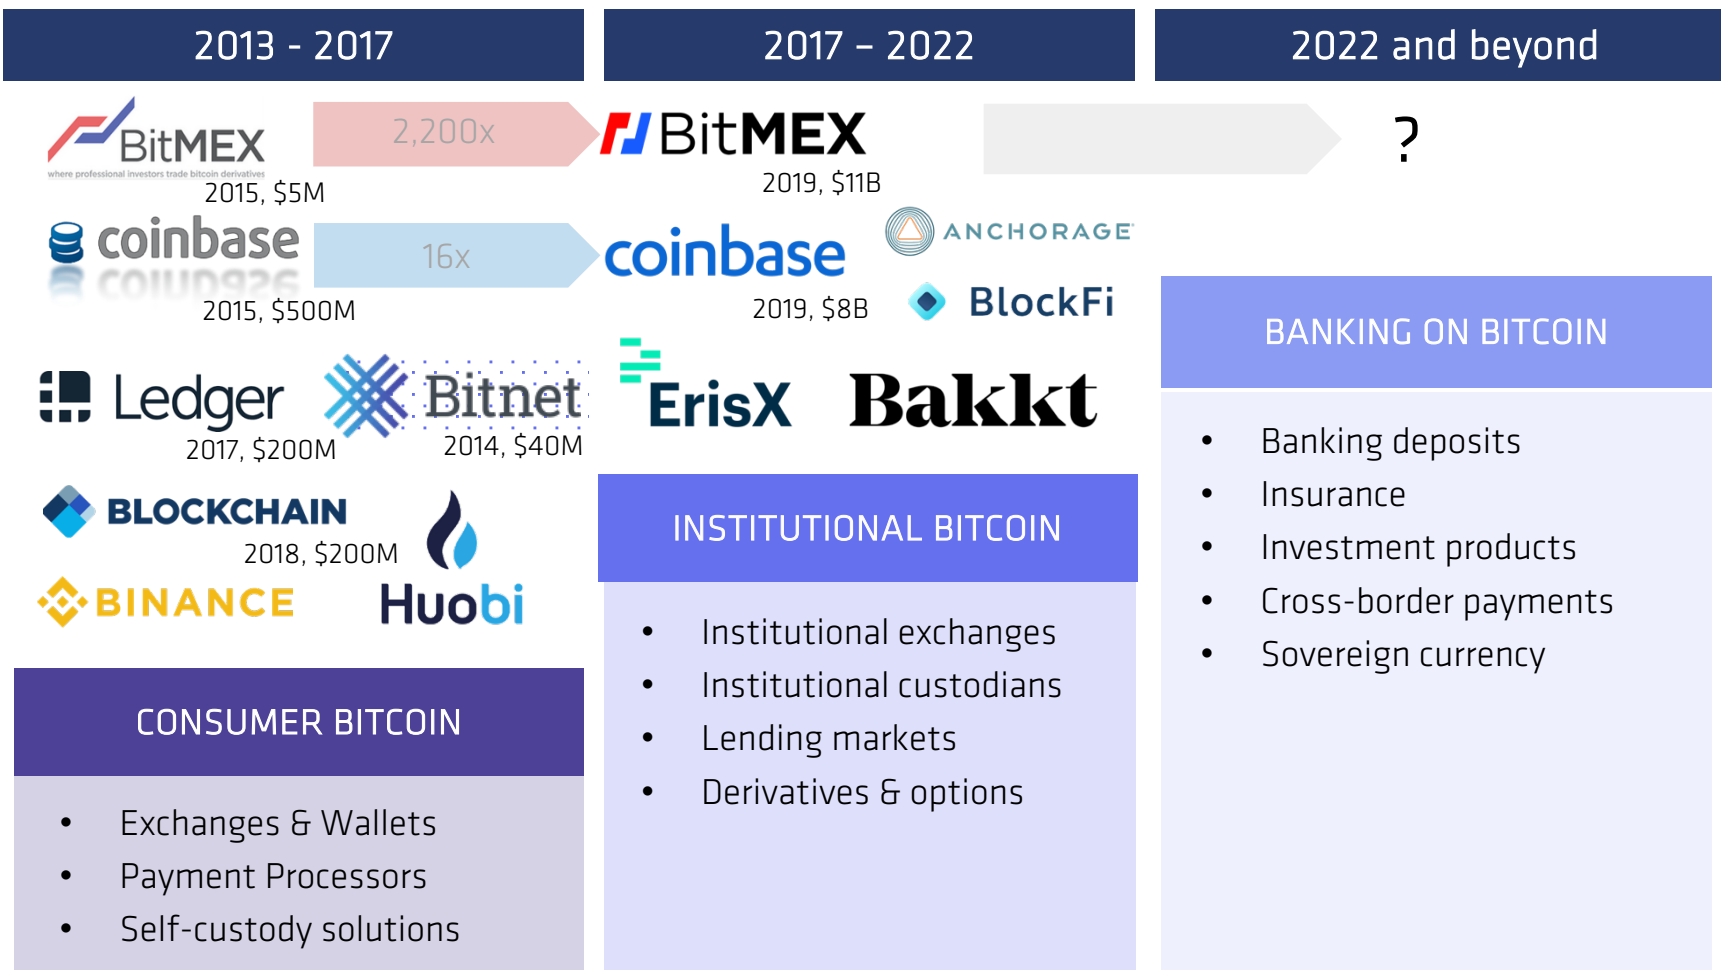 2013 - 2017
BitMEX
where professional investors trade bitcoin derivatives
2015, $5M
2,200x
coinbase
2015, $500M
16x
Ledger
2017, $200M
Bitnet
2014, $40M
BLOCKCHAIN
2018, $200M
BINANCE
Huobi
CONSUMER BITCOIN
• Exchanges & Wallets
• Payment Processors
• Self-custody solutions
2017 – 2022
BitMEX
2019, $11B
coinbase
2019, $8B
ANCHORAGE
BlockFi
ErisX
Bakkt
INSTITUTIONAL BITCOIN
• Institutional exchanges
• Institutional custodians
• Lending markets
• Derivatives & options
2022 and beyond
?
BANKING ON BITCOIN
• Banking deposits
• Insurance
• Investment products
• Cross-border payments
• Sovereign currency